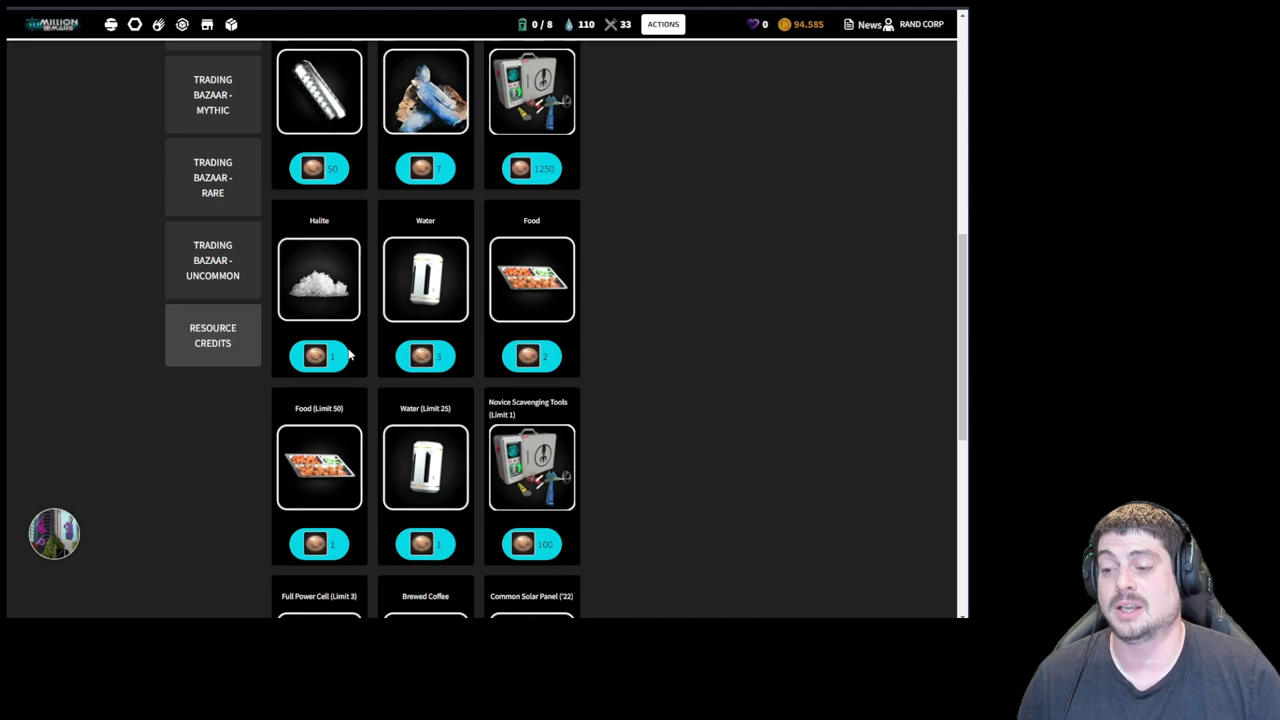 MILLION
ON MARS
0 / 8
110
33
ACTIONS
0
94.585
News
RAND CORP
TRADING
BAZAAR -
MYTHIC
TRADING
BAZAAR -
RARE
TRADING
BAZAAR -
UNCOMMON
RESOURCE
CREDITS
50
7
1250
Halite
Water
Food
1
3
2
Food (Limit 50)
Water (Limit 25)
Novice Scavenging Tools
(Limit 1)
1
1
100
Full Power Cell (Limit 3)
Brewed Coffee
Common Solar Panel ('22)